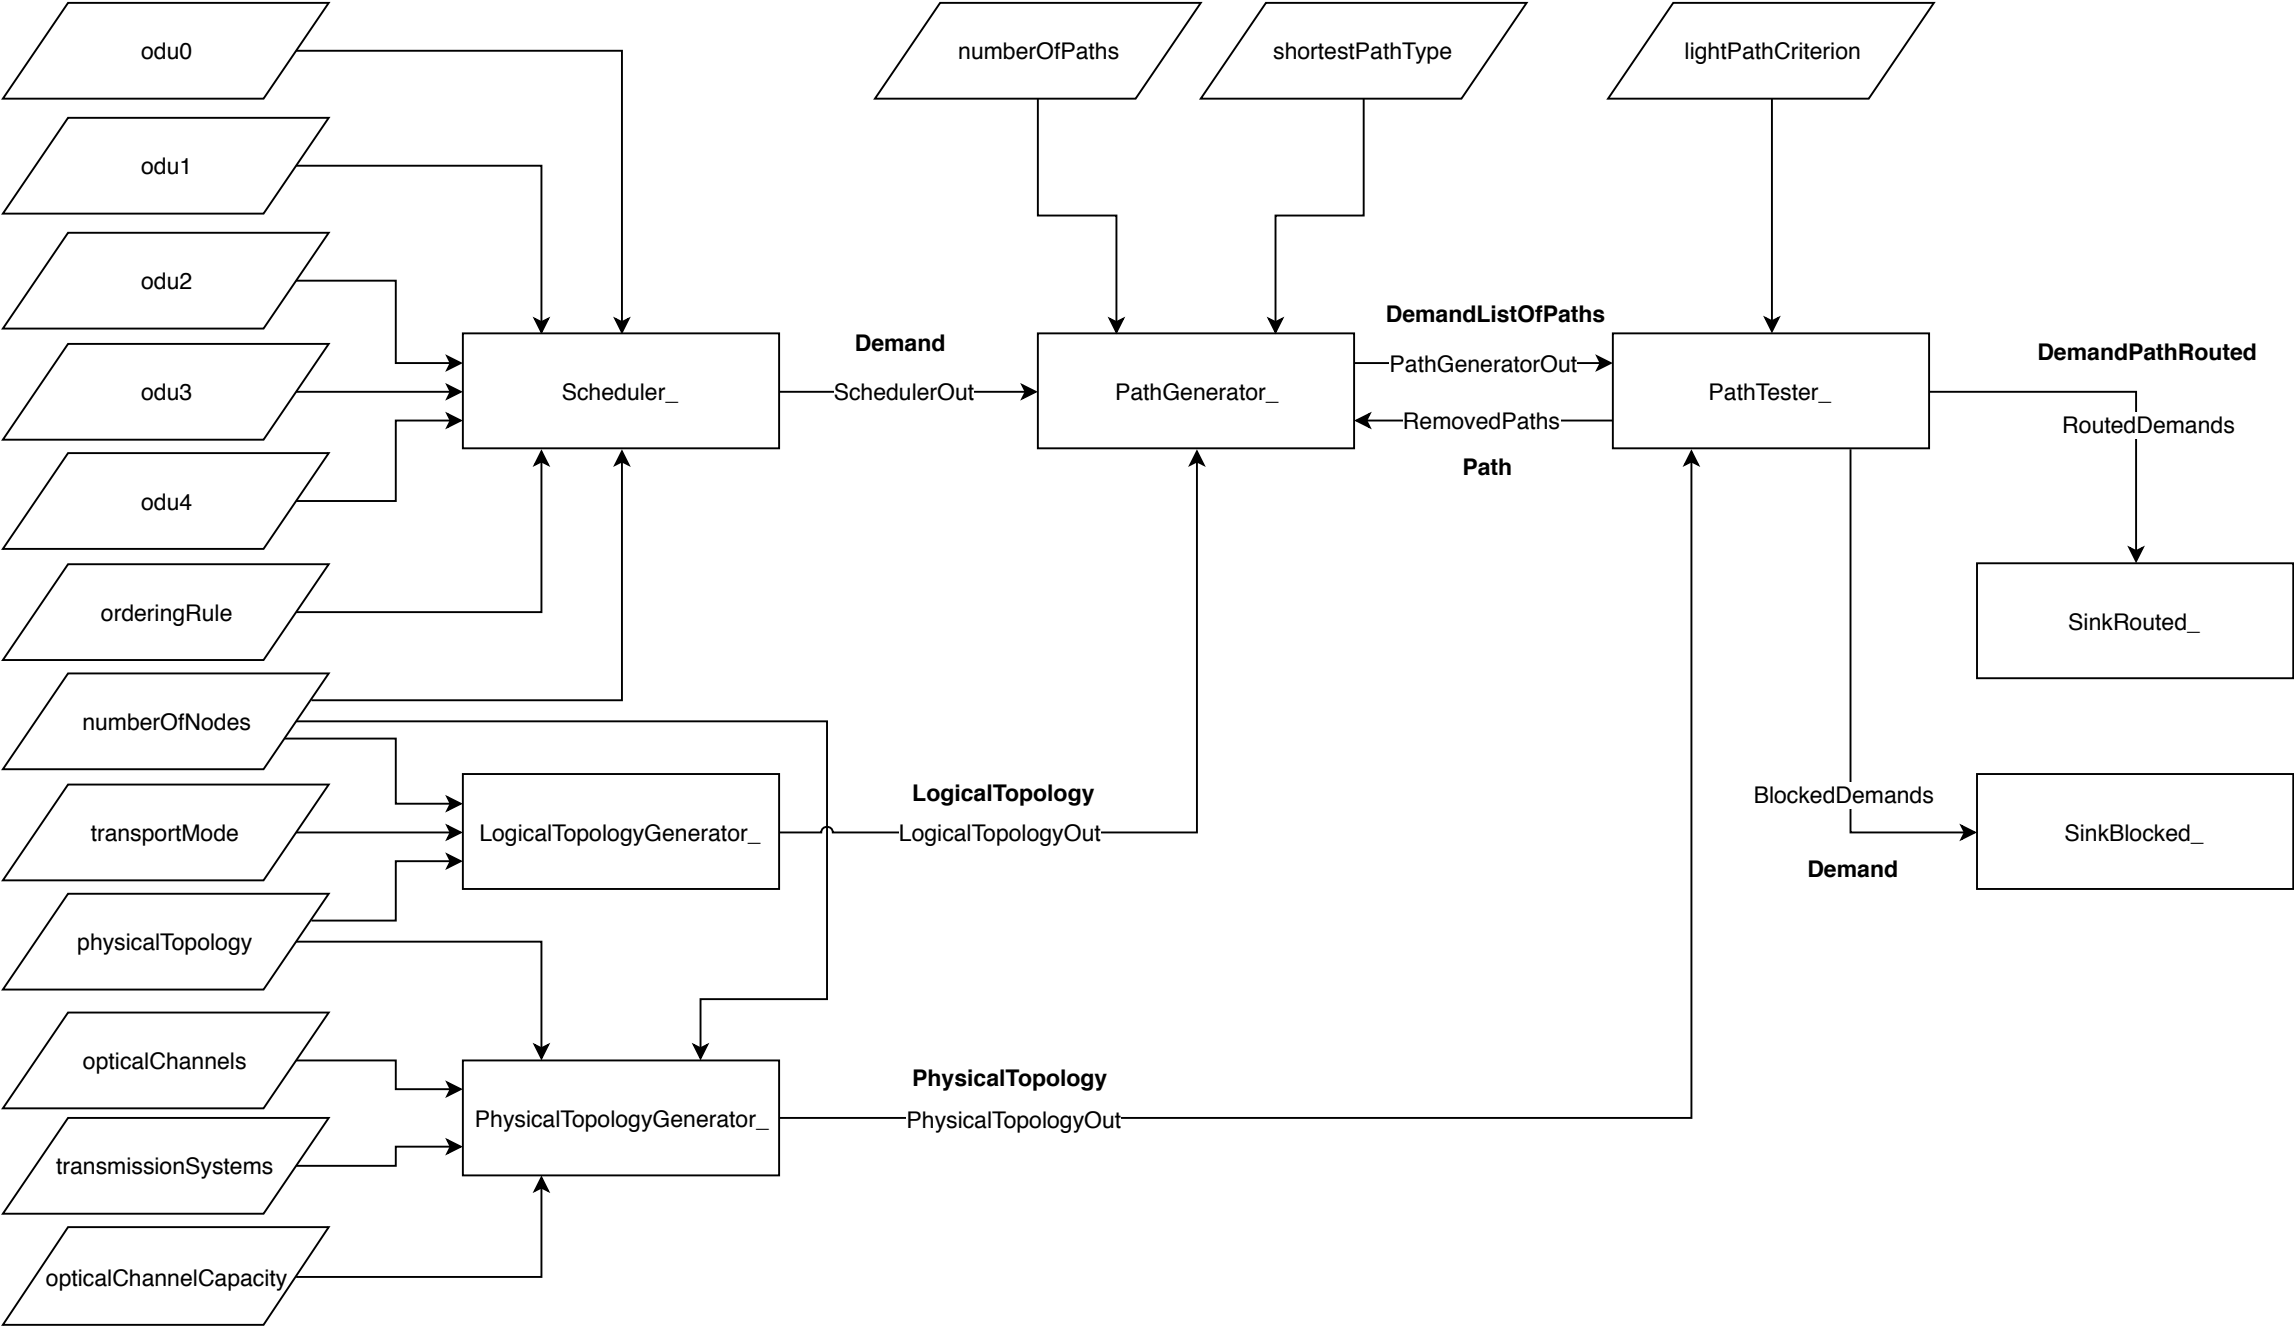 odu0
numberOfPaths
shortestPathType
lightPathCriterion
odu1
odu2
odu3
odu4
orderingRule
numberOfNodes
transportMode
physicalTopology
opticalChannels
transmissionSystems
opticalChannelCapacity
Scheduler_
Demand
SchedulerOut
PathGenerator_
DemandListOfPaths
PathGeneratorOut
RemovedPaths
Path
PathTester_
DemandPathRouted
RoutedDemands
SinkRouted_
BlockedDemands
Demand
SinkBlocked_
LogicalTopologyGenerator_
LogicalTopology
LogicalTopologyOut
PhysicalTopologyGenerator_
PhysicalTopology
PhysicalTopologyOut